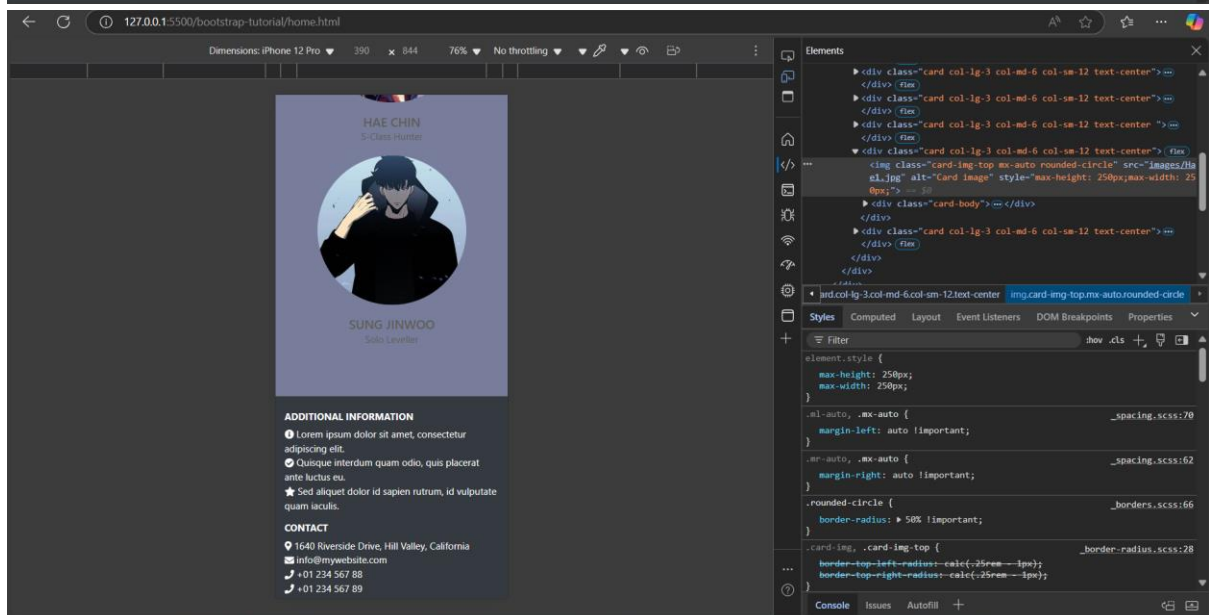 127.0.0.1:5500/bootstrap-tutorial/home.html
Dimensions: iPhone 12 Pro 390 x 844 76% No throttling
HAE CHIN
S-Class Hunter
SUNG JINWOO
Solo Leveller
ADDITIONAL INFORMATION
Lorem ipsum dolor sit amet, consectetur
adipiscing elit.
Quisque interdum quam odio, quis placerat
ante luctus eu.
Sed aliquet dolor id sapien rutrum, id vulputate
quam iaculis.
CONTACT
1640 Riverside Drive, Hill Valley, California
info@mywebsite.com
+01 234 567 88
+01 234 567 89
Elements
<div class="card col-lg-3 col-md-6 col-sm-12 text-center">
</div> flex
<div class="card col-lg-3 col-md-6 col-sm-12 text-center">
</div> flex
<div class="card col-lg-3 col-md-6 col-sm-12 text-center ">
</div> flex
<div class="card col-lg-3 col-md-6 col-sm-12 text-center"> flex
<img class="card-img-top mx-auto rounded-circle" src="images/Ha
e1.jpg" alt="Card image" style="max-height: 250px;max-width: 25
0px;"> == $0
<div class="card-body"></div>
</div>
<div class="card col-lg-3 col-md-6 col-sm-12 text-center">
</div> flex
</div>
</div>
ard.col-lg-3.col-md-6.col-sm-12.text-center img.card-img-top.mx-auto.rounded-circle
Styles Computed Layout Event Listeners DOM Breakpoints Properties
Filter :hov .cls
element.style {
max-height: 250px;
max-width: 250px;
}
.ml-auto, .mx-auto { _spacing.scss:70
margin-left: auto !important;
}
.mr-auto, .mx-auto { _spacing.scss:62
margin-right: auto !important;
}
.rounded-circle { _borders.scss:66
border-radius: 50% !important;
}
.card-img, .card-img-top { _border-radius.scss:28
border-top-left-radius: calc(.25rem - 1px);
border-top-right-radius: calc(.25rem - 1px);
}
Console Issues Autofill